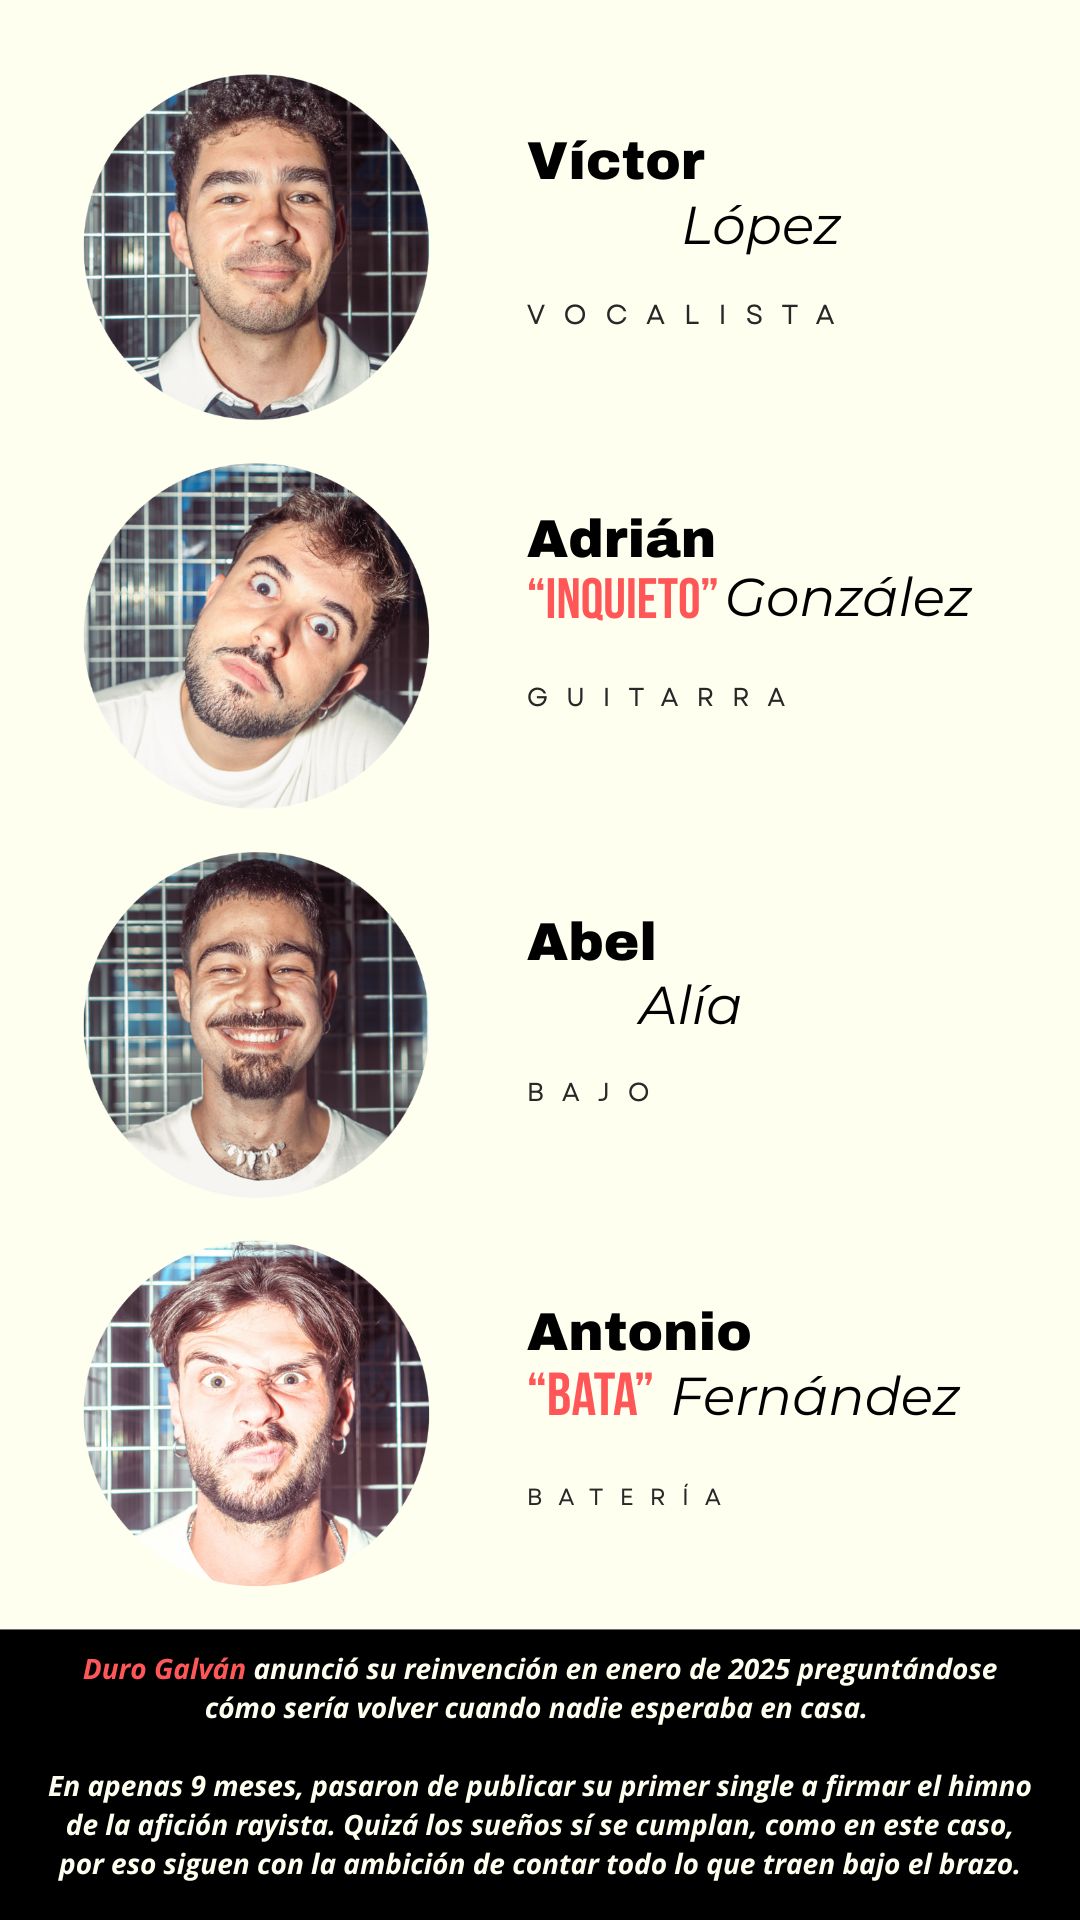 Víctor
López
VOCALISTA
Adrián
“INQUIETO” González
GUITARRA
Abel
Alía
BAJO
Antonio
“BATA” Fernández
BATERÍA
Duro Galván anunció su reinvención en enero de 2025 preguntándose
cómo sería volver cuando nadie esperaba en casa.
En apenas 9 meses, pasaron de publicar su primer single a firmar el himno
de la afición rayista. Quizá los sueños sí se cumplan, como en este caso,
por eso siguen con la ambición de contar todo lo que traen bajo el brazo.